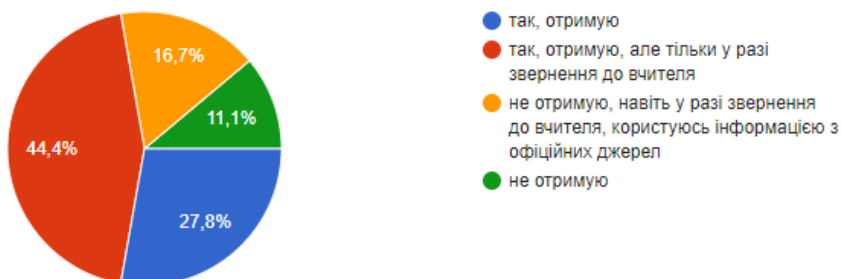 16,7%
11,1%
44,4%
27,8%
так, отримую
так, отримую, але тільки у разі
звернення до вчителя
не отримую, навіть у разі звернення
до вчителя, користуюсь інформацією з
офіційних джерел
не отримую